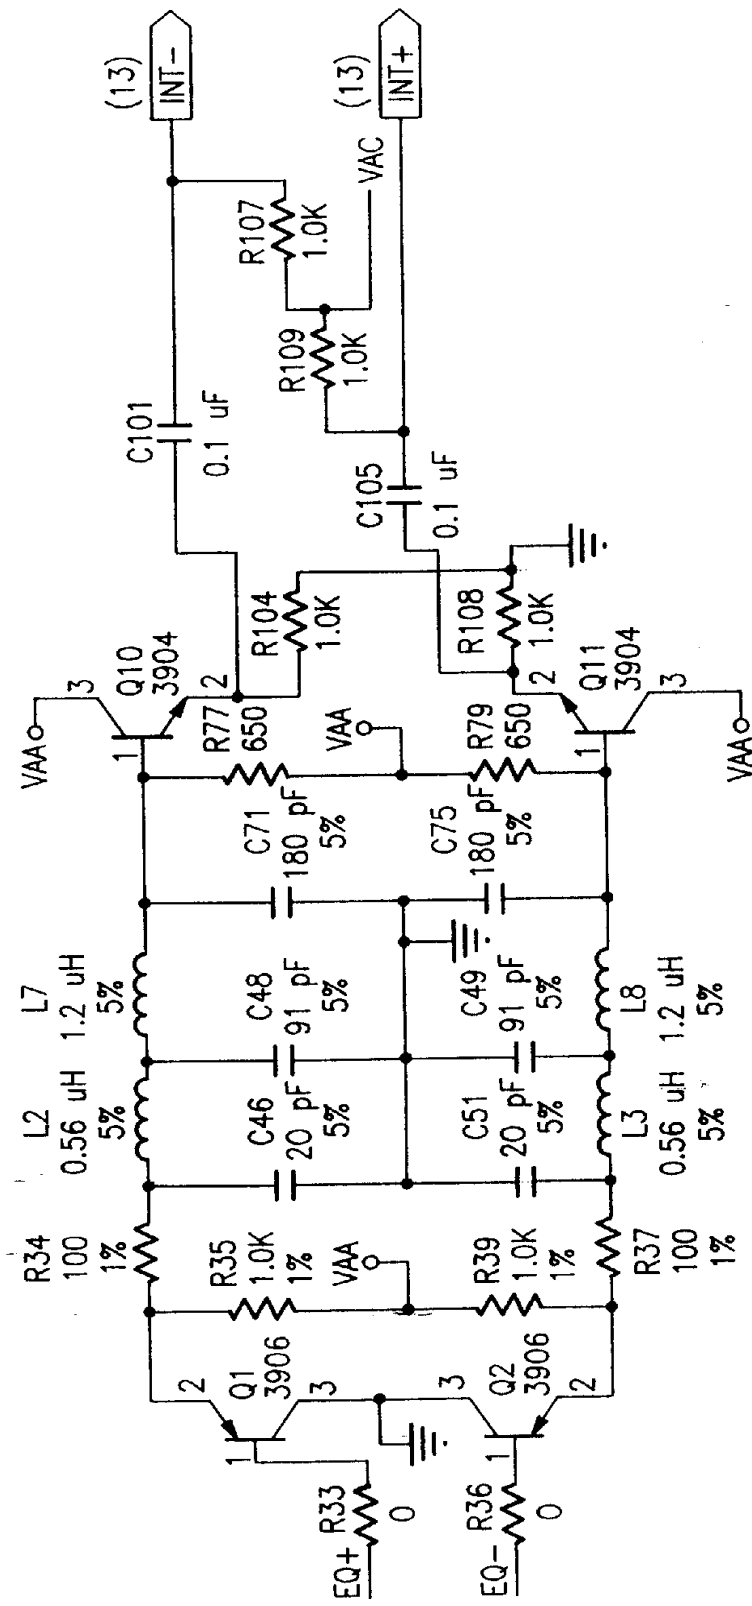 EQ+
R33
0
EQ-
R36
0
1
2
3
Q1
3906
1
2
3
Q2
3906
R34
100
1%
R35
1.0K
1%
VAA
R39
1.0K
1%
R37
100
1%
L2
0.56 uH
5%
C46
20 pF
5%
C51
20 pF
5%
L3
0.56 uH
5%
L7
1.2 uH
5%
C48
91 pF
5%
C49
91 pF
5%
L8
1.2 uH
5%
C71
180 pF
5%
C75
180 pF
5%
VAA
1
3
2
Q10
3904
R77
650
VAA
R79
650
1
2
3
Q11
3904
VAA
R104
1.0K
R108
1.0K
C101
0.1 uF
C105
0.1 uF
R109
1.0K
R107
1.0K
VAC
(13)
INT-
(13)
INT+